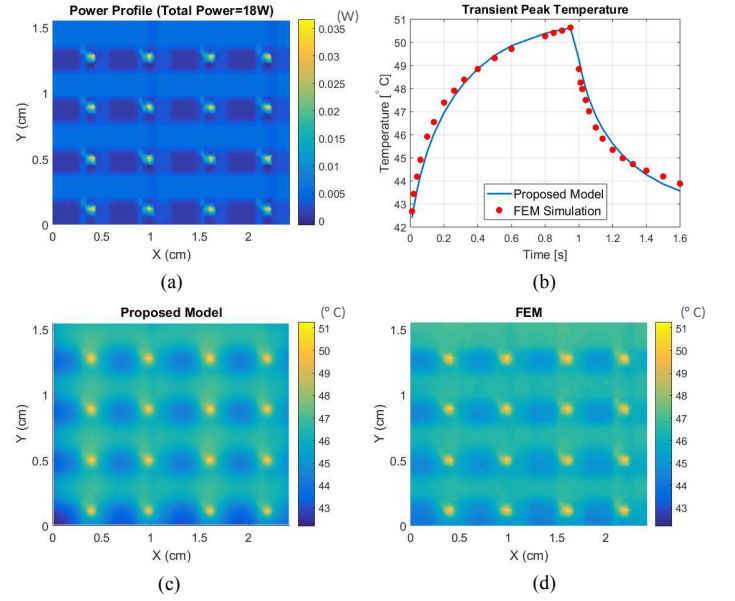 Power Profile (Total Power=18W)
(W)
0.035
0.03
0.025
0.02
0.015
0.01
0.005
0
1.5
1
0.5
0
Y (cm)
0 0.5 1 1.5 2
X (cm)
(a)
Transient Peak Temperature
51
50
49
48
47
46
45
44
43
42
Temperature [°C]
Proposed Model
FEM Simulation
0 0.2 0.4 0.6 0.8 1 1.2 1.4 1.6
Time [s]
(b)
Proposed Model
(° C)
51
50
49
48
47
46
45
44
43
1.5
1
0.5
0
Y (cm)
0 0.5 1 1.5 2
X (cm)
(c)
FEM
(° C)
51
50
49
48
47
46
45
44
43
1.5
1
0.5
0
Y (cm)
0 0.5 1 1.5 2
X (cm)
(d)